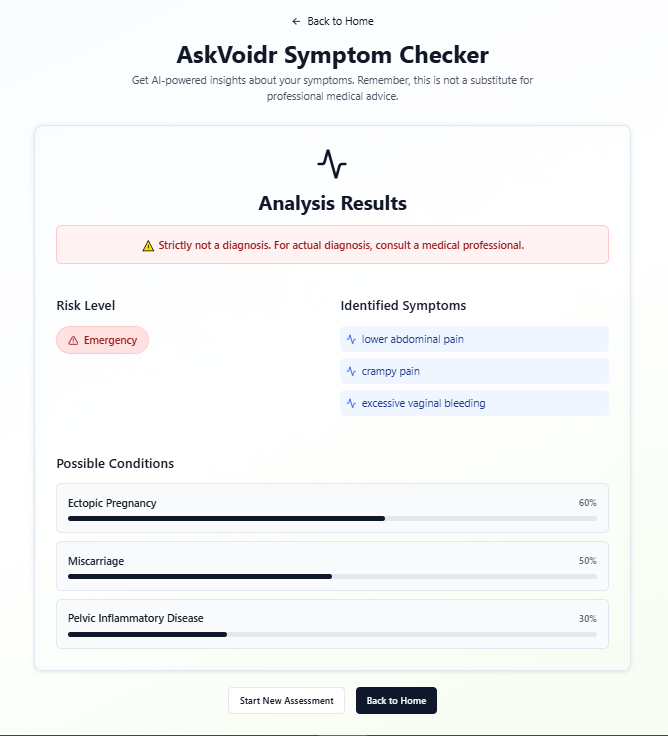 ← Back to Home
AskVoidr Symptom Checker
Get AI-powered insights about your symptoms. Remember, this is not a substitute for
professional medical advice.
Analysis Results
⚠️ Strictly not a diagnosis. For actual diagnosis, consult a medical professional.
Risk Level
Emergency
Identified Symptoms
lower abdominal pain
crampy pain
excessive vaginal bleeding
Possible Conditions
Ectopic Pregnancy 60%
Miscarriage 50%
Pelvic Inflammatory Disease 30%
Start New Assessment
Back to Home